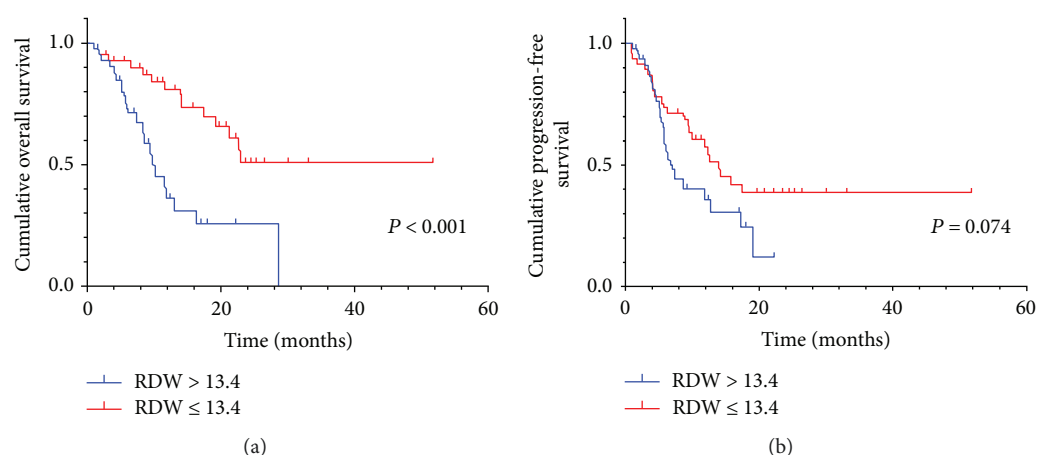 Cumulative overall survival
1.0
0.5
0.0
P < 0.001
0
20
40
60
Time (months)
RDW > 13.4
RDW ≤ 13.4
(a)
Cumulative progression-free
survival
1.0
0.5
0.0
P = 0.074
0
20
40
60
Time (months)
RDW > 13.4
RDW ≤ 13.4
(b)